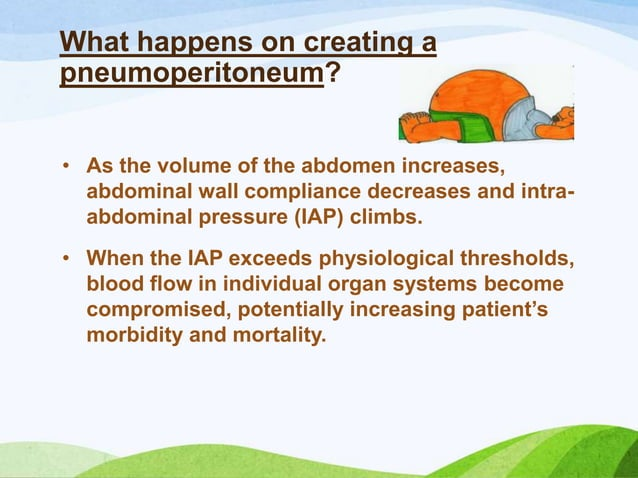 What happens on creating a
pneumoperitoneum?
• As the volume of the abdomen increases,
abdominal wall compliance decreases and intra-
abdominal pressure (IAP) climbs.
• When the IAP exceeds physiological thresholds,
blood flow in individual organ systems become
compromised, potentially increasing patient’s
morbidity and mortality.